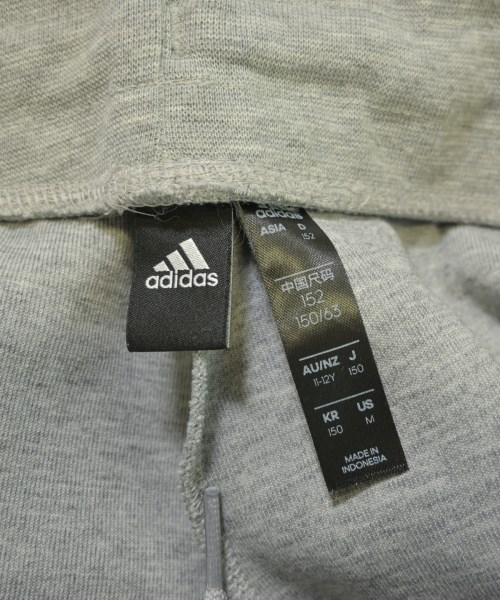 adidas
adidas
ASIA D
152
中国尺码
152
150/63
AU/NZ J
11-12Y 150
KR US
150 M
MADE IN
INDONESIA